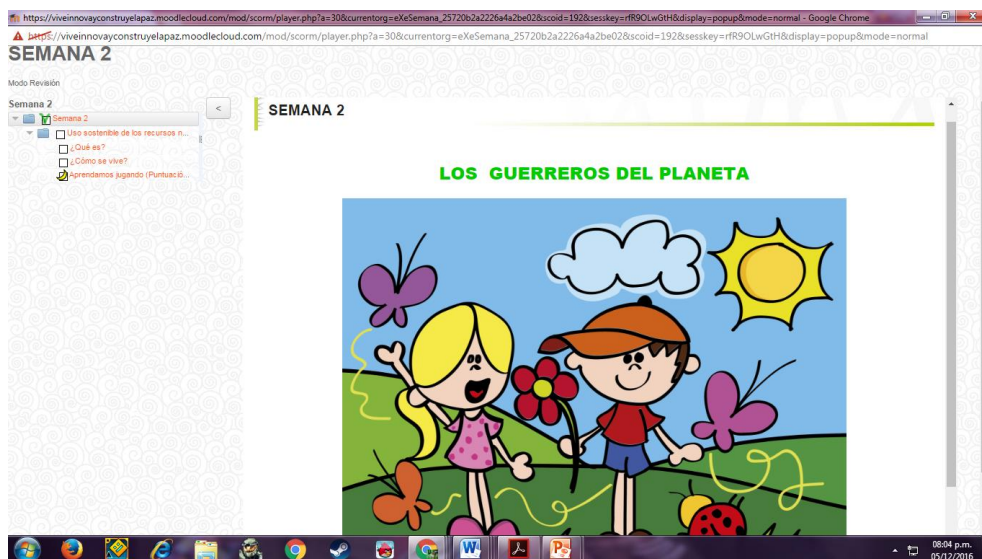 https://viveinnovayconstruyelapaz.moodlecloud.com/mod/scorm/player.php?a=30&currentorg=eXeSemana_25720b2a2226a4a2be02&scoid=192&sesskey=rfR9OLwGtH&display=popup&mode=normal - Google Chrome
https://viveinnovayconstruyelapaz.moodlecloud.com/mod/scorm/player.php?a=30&currentorg=eXeSemana_25720b2a2226a4a2be02&scoid=192&sesskey=rfR9OLwGtH&display=popup&mode=normal
SEMANA 2
Modo Revisión
Semana 2
<
Semana 2
Uso sostenible de los recursos n...
¿Qué es?
¿Cómo se vive?
Aprendamos jugando (Puntuació...
SEMANA 2
LOS GUERREROS DEL PLANETA
08:04 p.m.
05/12/2016